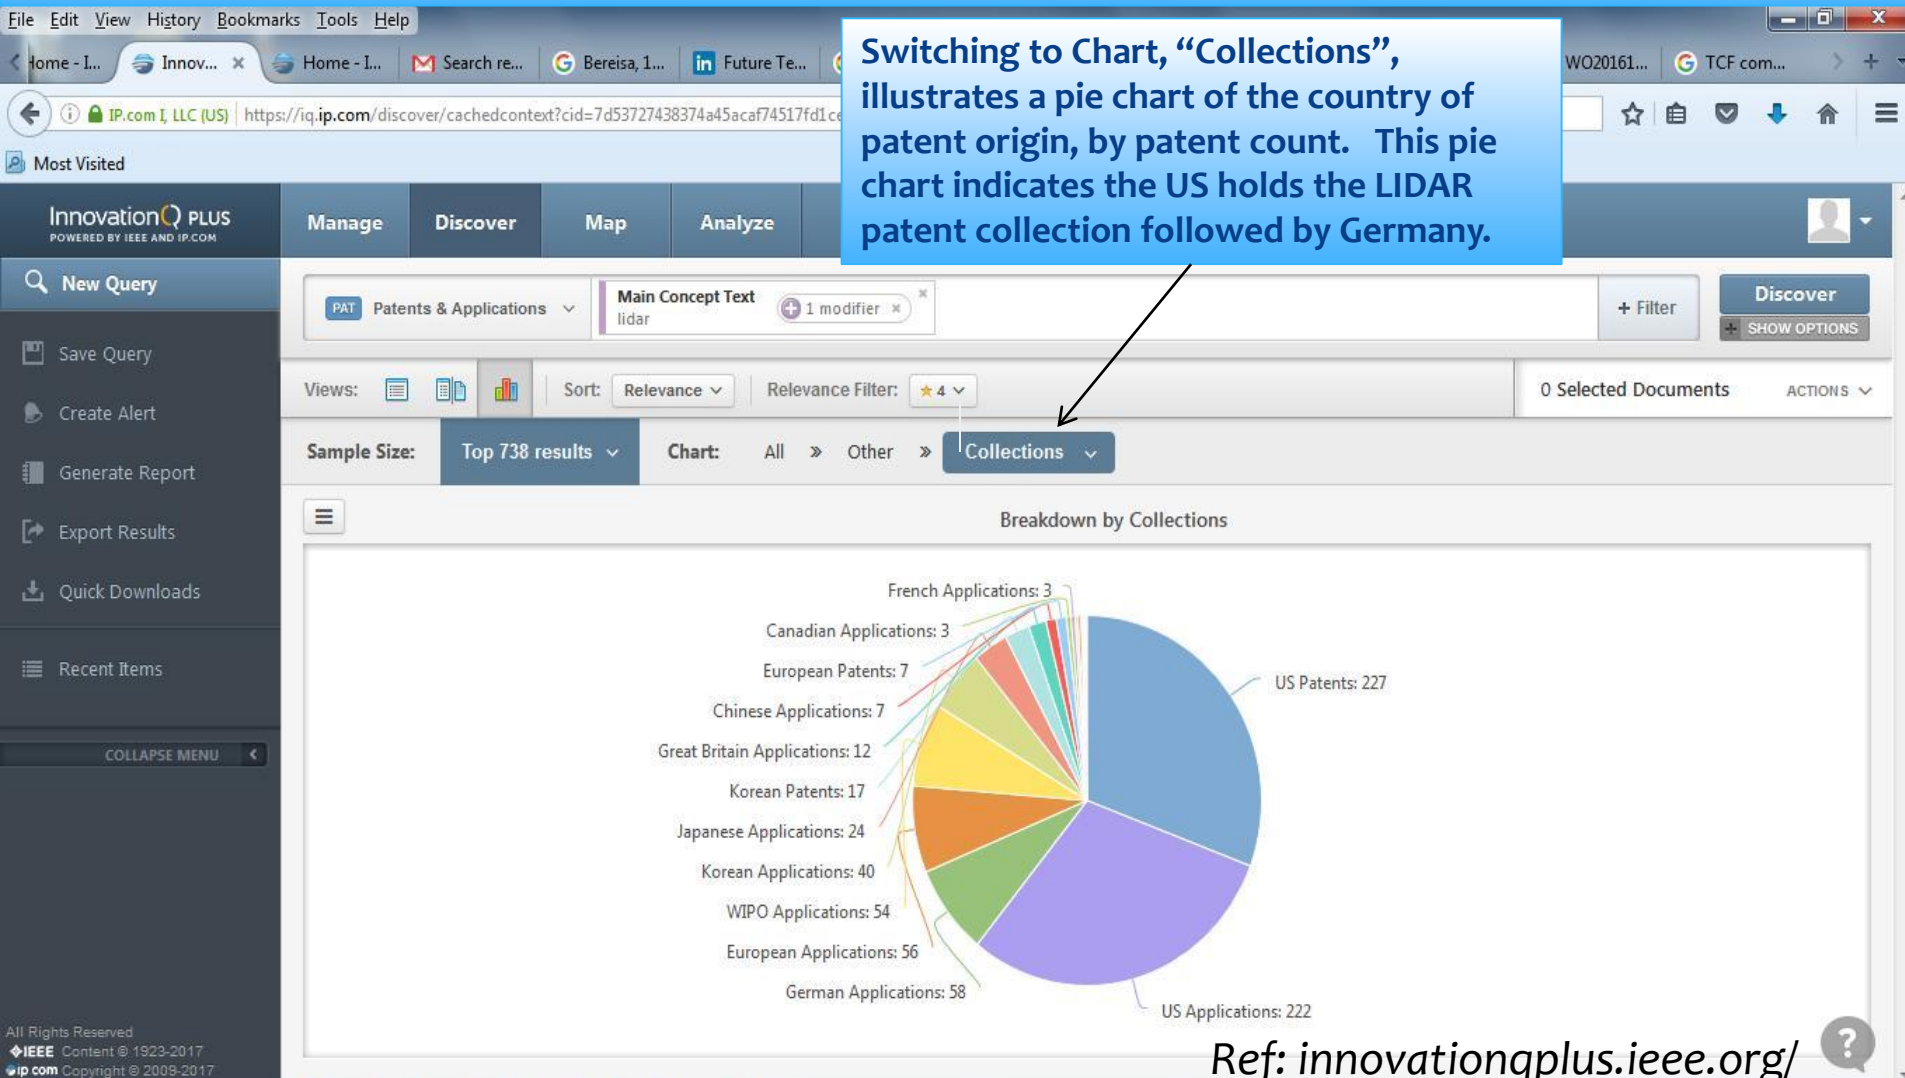 File Edit View History Bookmarks Tools Help
Home - I... Innov... × Home - I... Search re... Bereisa, 1... Future Te... WO20161... TCF com...
IP.com I, LLC (US) https://iq.ip.com/discover/cachedcontext?cid=7d53727438374a45acaf74517fd1ce
Most Visited
Switching to Chart, “Collections”,
illustrates a pie chart of the country of
patent origin, by patent count. This pie
chart indicates the US holds the LIDAR
patent collection followed by Germany.
InnovationQ PLUS
POWERED BY IEEE AND IP.COM
Manage Discover Map Analyze
New Query
Save Query
Create Alert
Generate Report
Export Results
Quick Downloads
Recent Items
COLLAPSE MENU
PAT Patents & Applications
Main Concept Text
lidar
1 modifier ×
+ Filter
Discover
+ SHOW OPTIONS
Views: Sort: Relevance Relevance Filter: ★ 4
0 Selected Documents ACTIONS
Sample Size: Top 738 results Chart: All » Other » Collections
Breakdown by Collections
French Applications: 3
Canadian Applications: 3
European Patents: 7
Chinese Applications: 7
Great Britain Applications: 12
Korean Patents: 17
Japanese Applications: 24
Korean Applications: 40
WIPO Applications: 54
European Applications: 56
German Applications: 58
US Patents: 227
US Applications: 222
All Rights Reserved
IEEE Content © 1923-2017
ip.com Copyright © 2009-2017
Ref: innovationqplus.ieee.org/
?